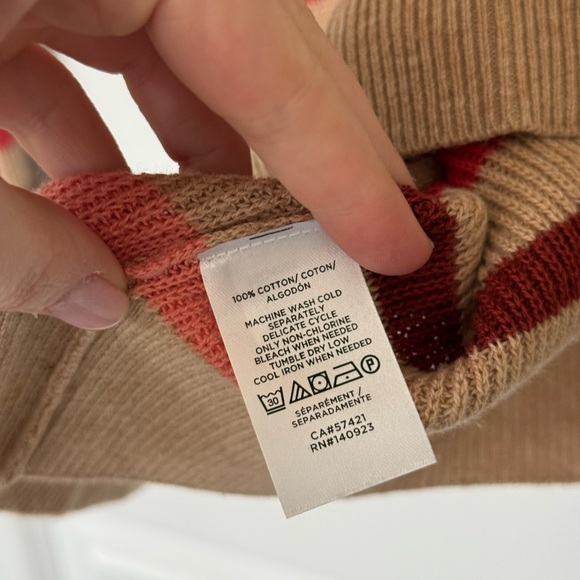 100% COTTON/ COTON/
ALGODÓN
MACHINE WASH COLD
SEPARATELY
DELICATE CYCLE
ONLY NON-CHLORINE
BLEACH WHEN NEEDED
TUMBLE DRY LOW
COOL IRON WHEN NEEDED
30 P
SÉPARÉMENT /
SEPARADAMENTE
CA#57421
RN#140923